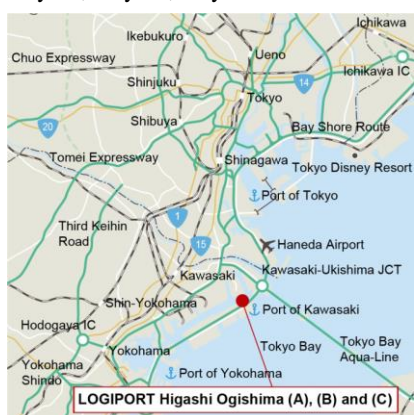 Ikebukuro
Ichikawa
Chuo Expressway
Ueno
Ichikawa IC
Shinjuku
14
Tokyo
Shibuya
Bay Shore Route
20
Tomei Expressway
Shinagawa
Tokyo Disney Resort
Port of Tokyo
Third Keihin
Road
1
15
Haneda Airport
Kawasaki
Kawasaki-Ukishima JCT
Shin-Yokohama
Port of Kawasaki
Hodogaya IC
Yokohama
Tokyo Bay
Tokyo Bay
Aqua-Line
Yokohama
Shindo
Port of Yokohama
LOGIPORT Higashi Ogishima (A), (B) and (C)